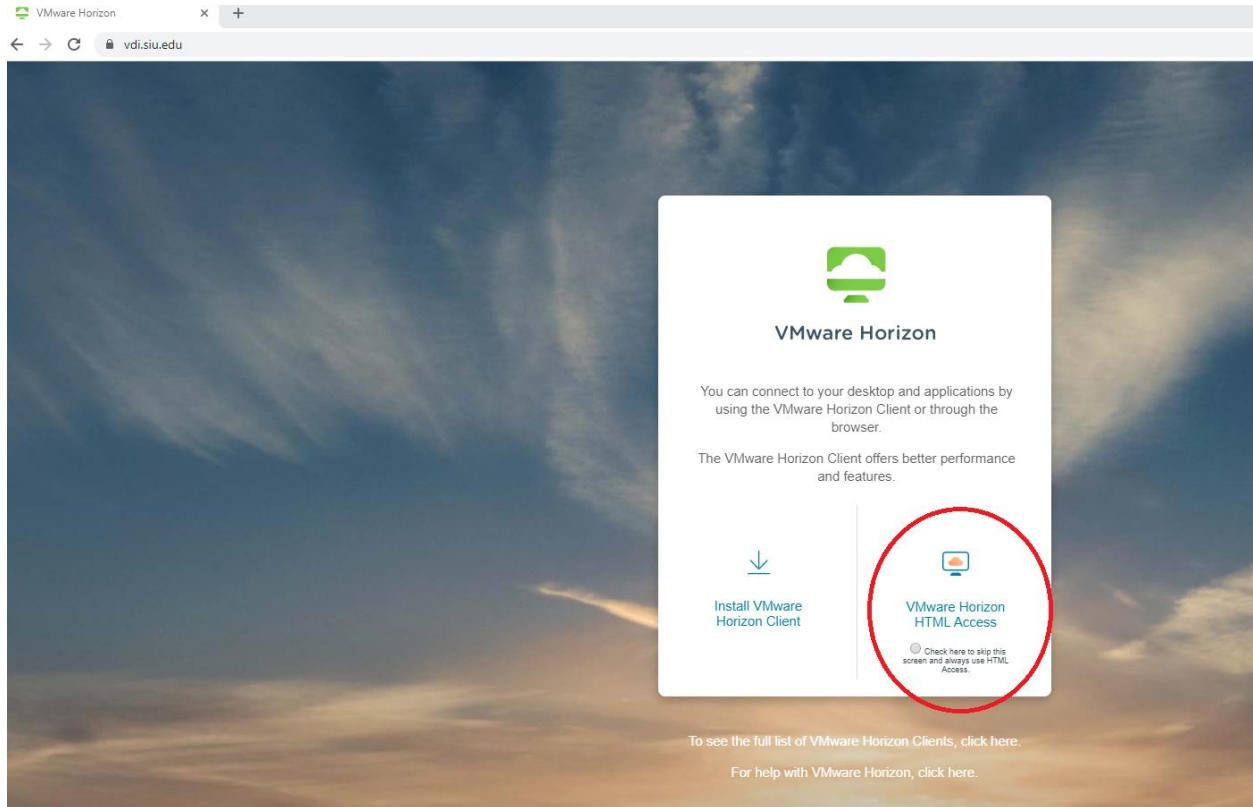 VMware Horizon
vdi.siu.edu
VMware Horizon
You can connect to your desktop and applications by
using the VMware Horizon Client or through the
browser.
The VMware Horizon Client offers better performance
and features.
Install VMware
Horizon Client
VMware Horizon
HTML Access
Check here to skip this
screen and always use HTML
Access.
To see the full list of VMware Horizon Clients, click here.
For help with VMware Horizon, click here.